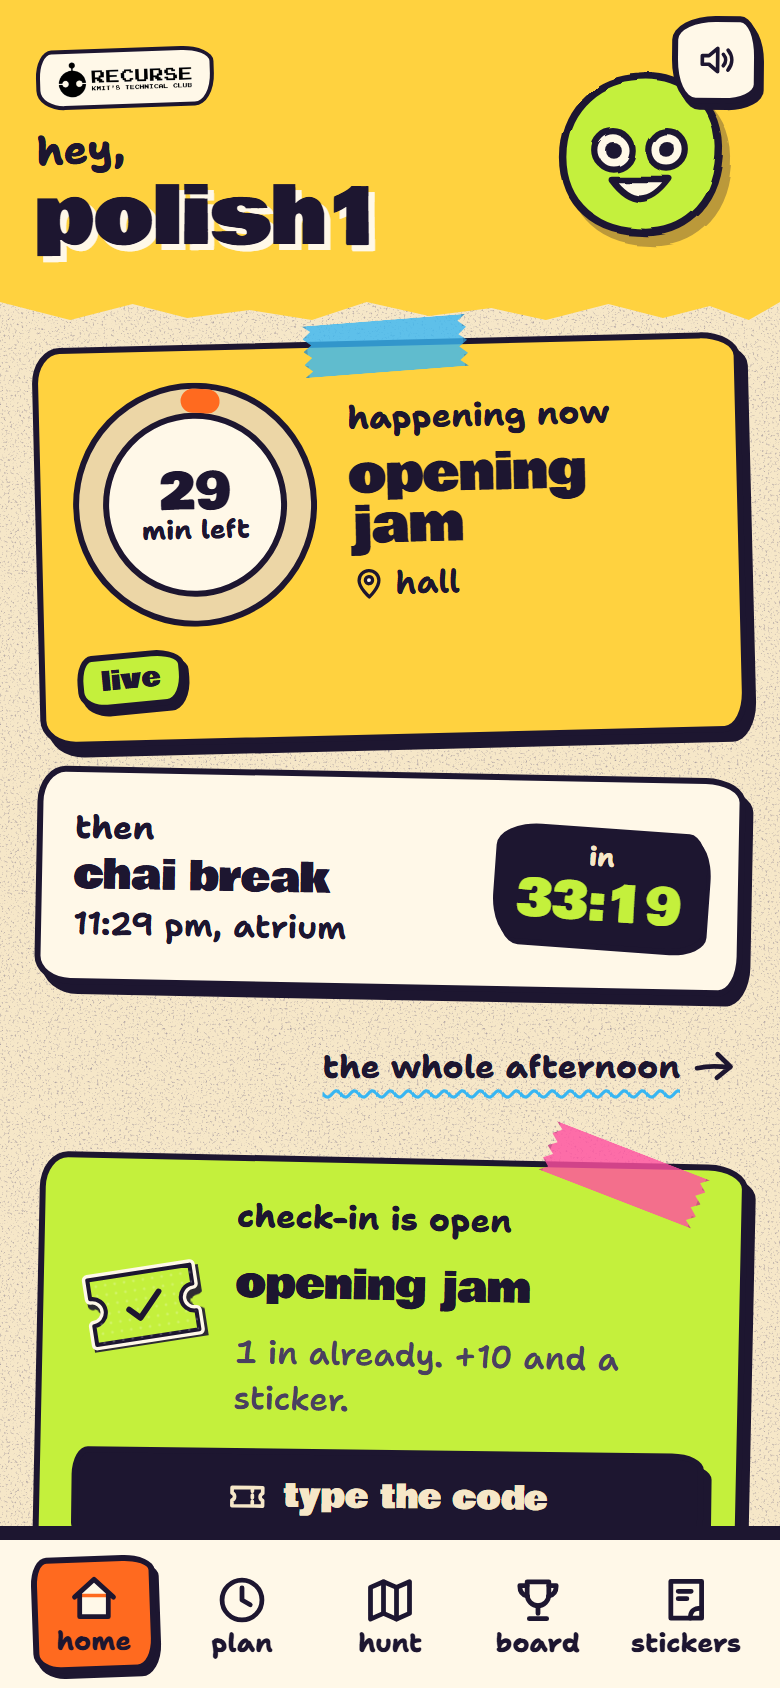 RECURSE
KMIT'S TECHNICAL CLUB
hey,
polish1
29
min left
happening now
opening
jam
hall
live
then
chai break
11:29 pm, atrium
in
33:19
the whole afternoon
check-in is open
opening jam
1 in already. +10 and a
sticker.
type the code
home
plan
hunt
board
stickers